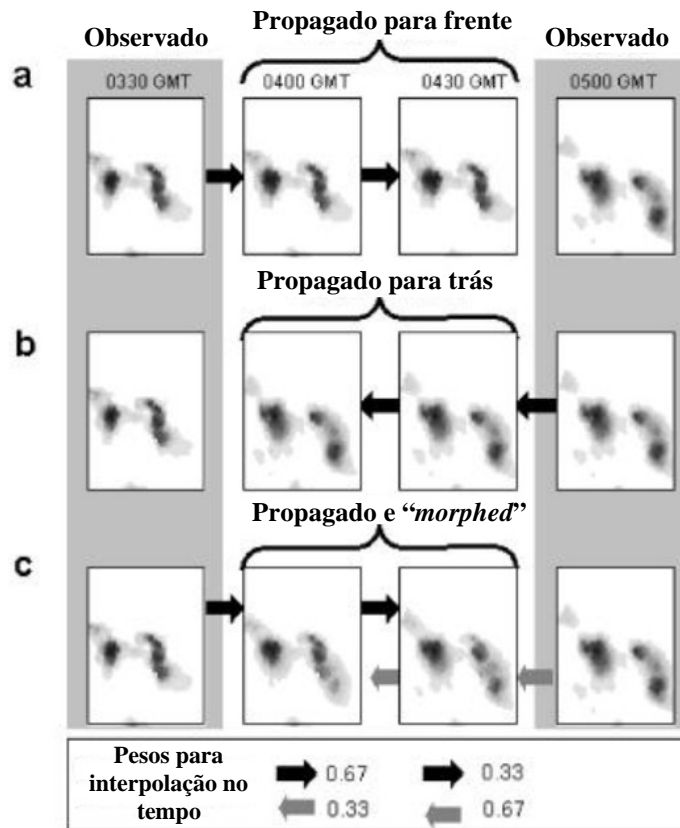 Propagado para frente
Observado
Observado
a
0330 GMT
0400 GMT
0430 GMT
0500 GMT
Propagado para trás
b
Propagado e “morphed”
c
Pesos para
interpolação no
tempo
0.67
0.33
0.33
0.67